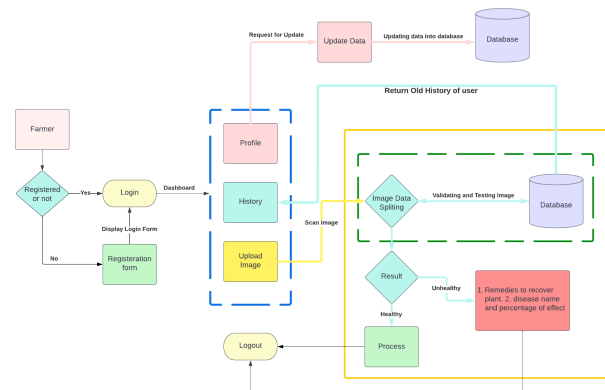 Request for Update
Update Data
Updating data into database
Database
Return Old History of user
Farmer
Profile
Registered
or not
Yes
Login
Dashboard
History
Image Data
Spliting
Validating and Testing Image
Database
Display Login Form
Scan Image
No
Registeration
form
Upload
Image
Result
Unhealthy
1. Remedies to recover
plant. 2. disease name
and percentage of effect
Healthy
Logout
Process